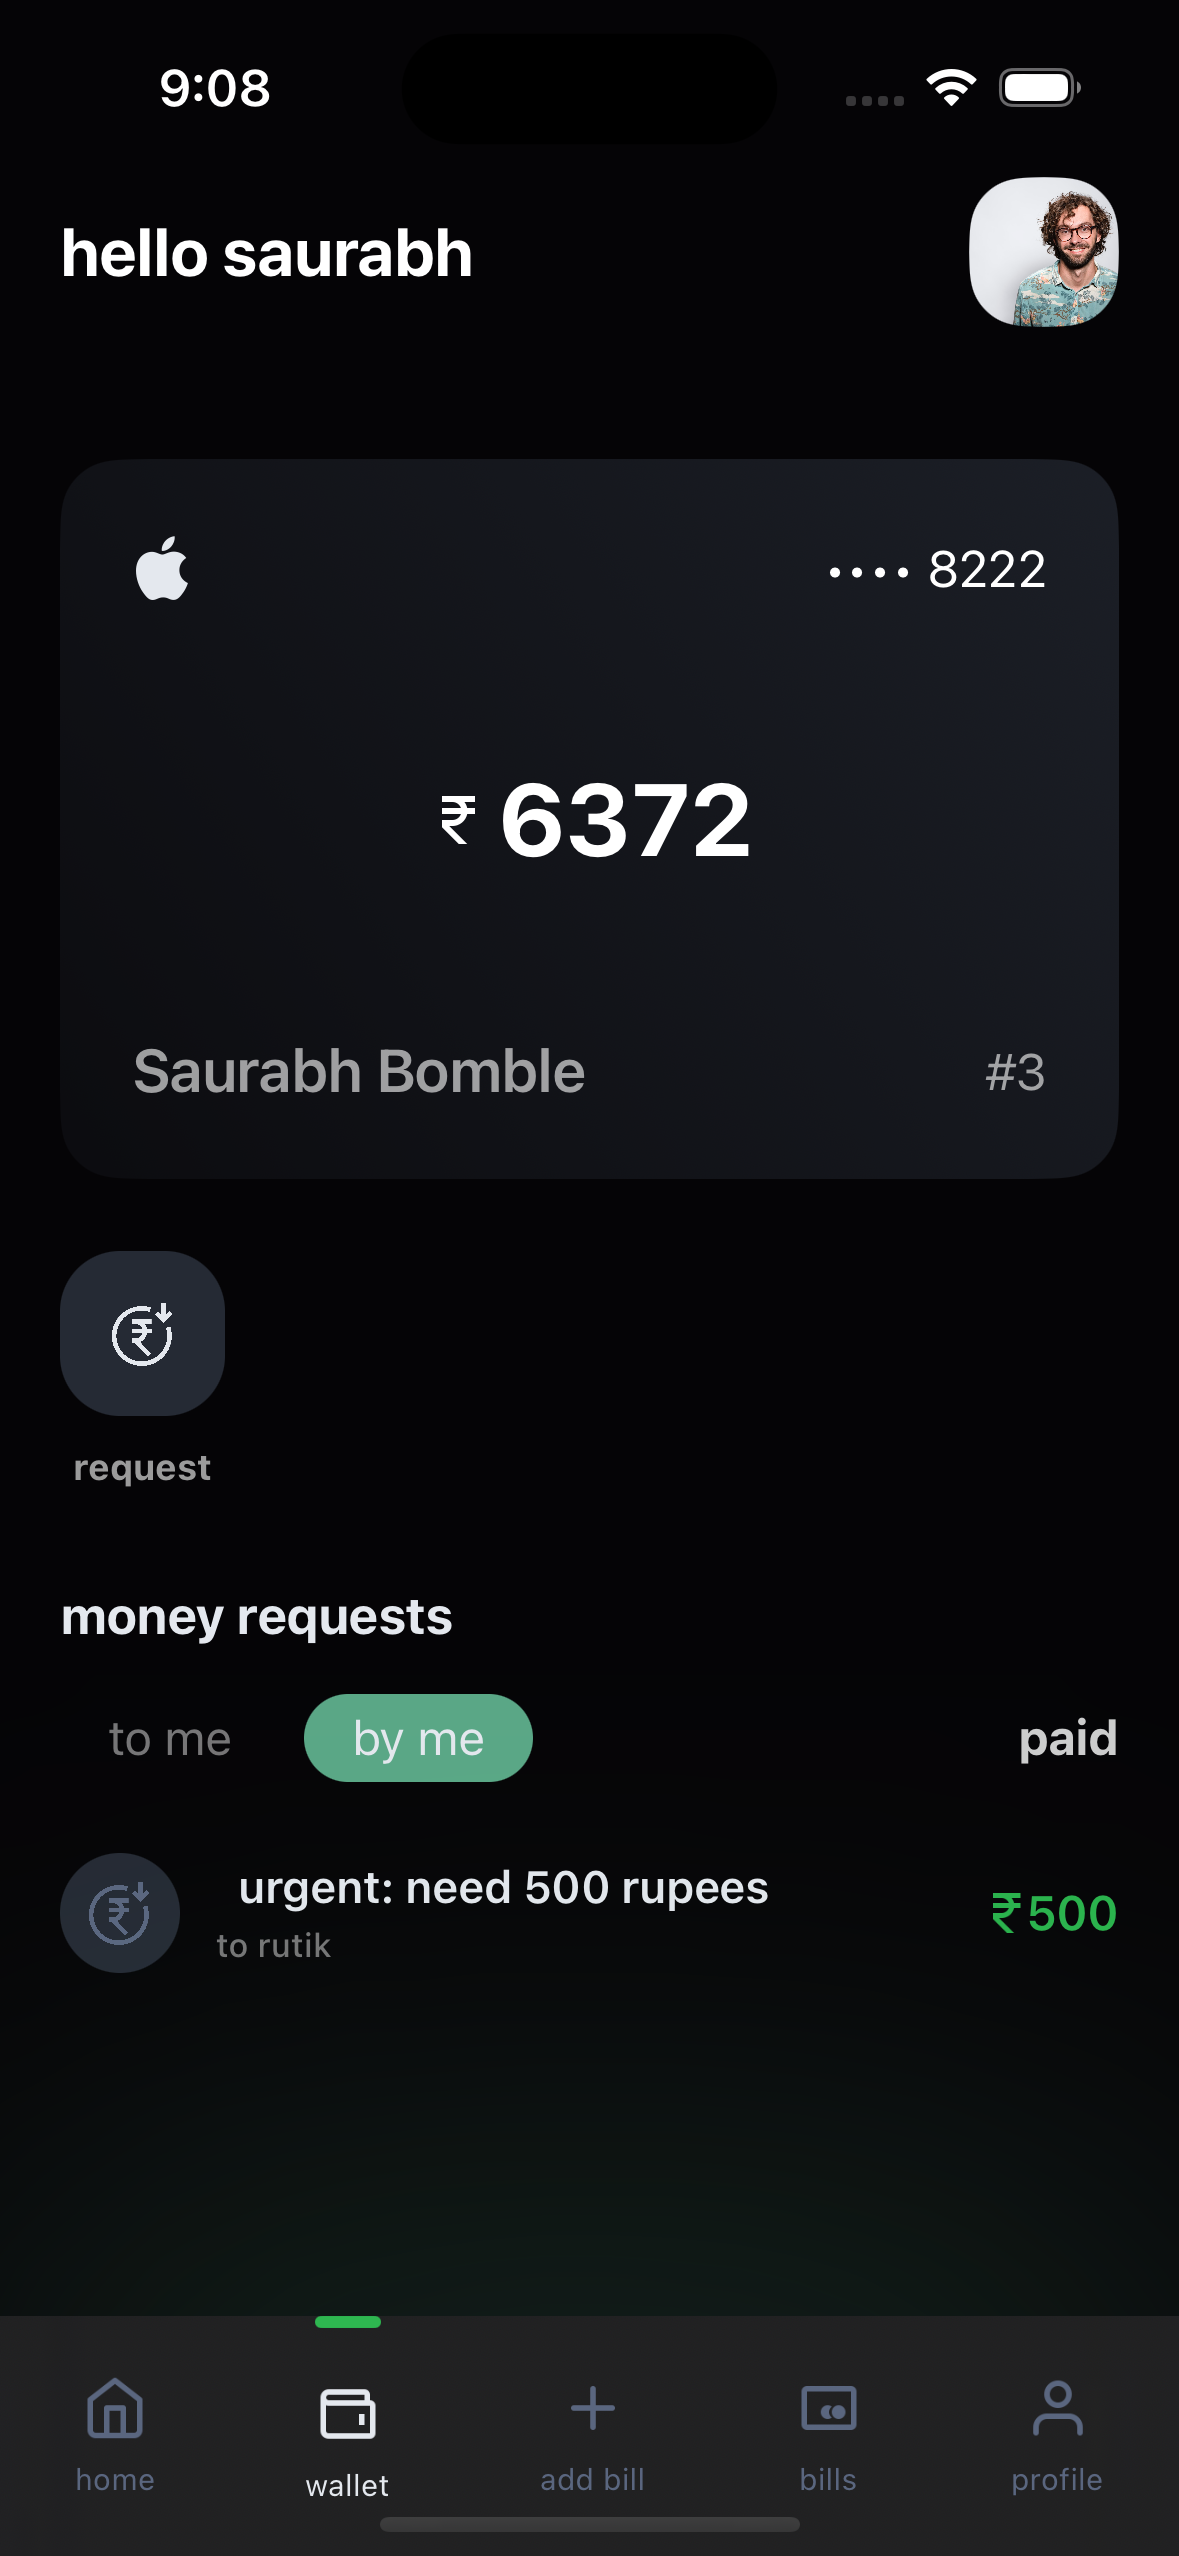 9:08
hello saurabh
•••• 8222
₹ 6372
Saurabh Bomble
#3
request
money requests
to me
by me
paid
urgent: need 500 rupees
₹500
to rutik
home
wallet
add bill
bills
profile